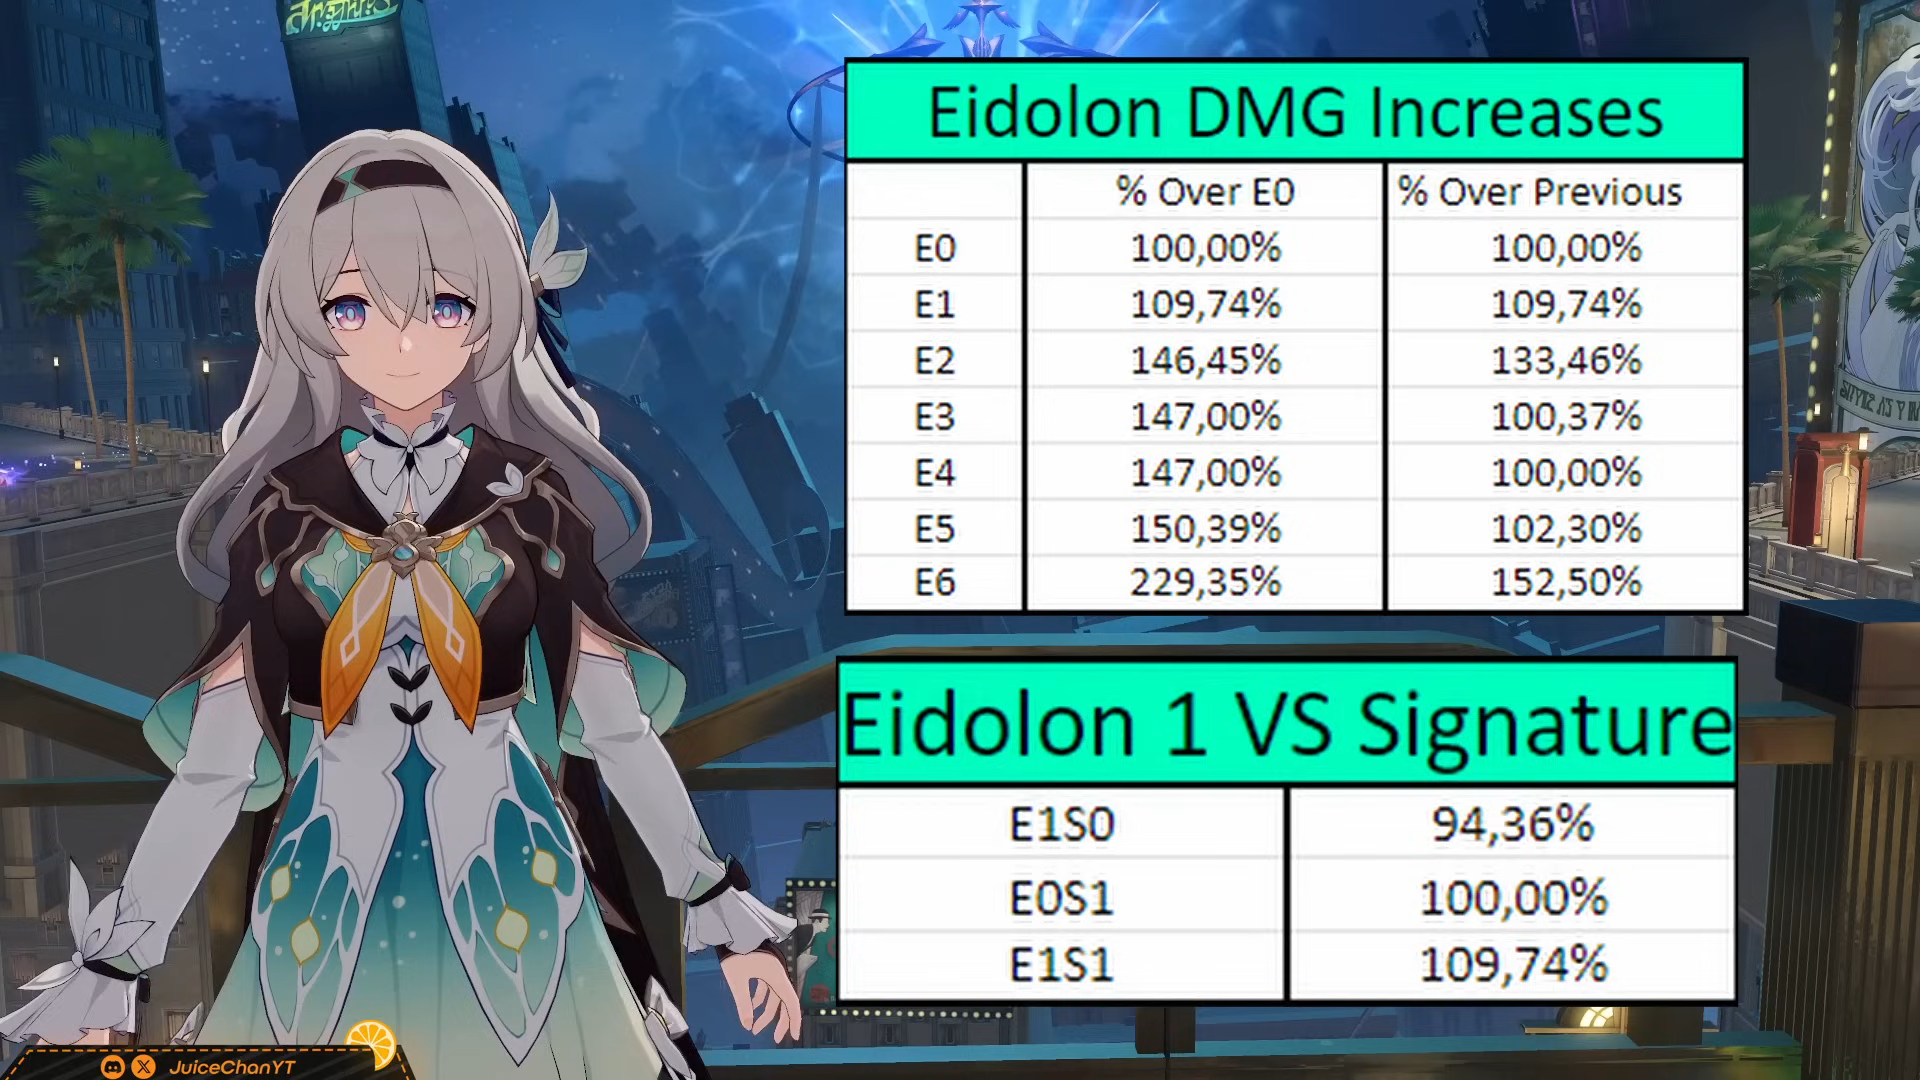 Eidolon DMG Increases
% Over E0 % Over Previous
E0 100,00% 100,00%
E1 109,74% 109,74%
E2 146,45% 133,46%
E3 147,00% 100,37%
E4 147,00% 100,00%
E5 150,39% 102,30%
E6 229,35% 152,50%
Eidolon 1 VS Signature
E1S0 94,36%
E0S1 100,00%
E1S1 109,74%
JuiceChanYT